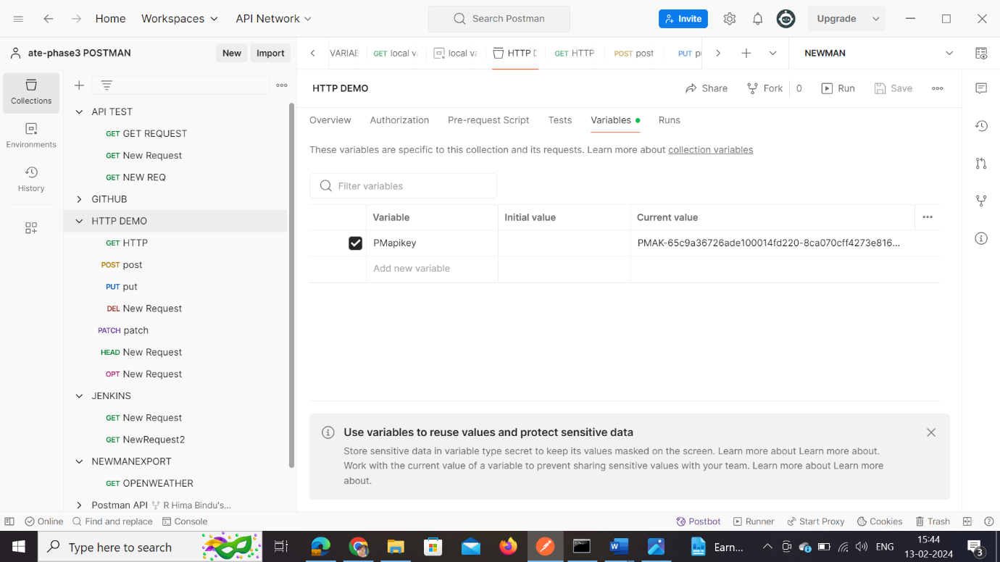 Home Workspaces API Network Search Postman Invite Upgrade
ate-phase3 POSTMAN New Import VARIAB GET local va local va HTTP D GET HTTP POST post PUT pu NEWMAN
Collections
Environments
History
API TEST
GET GET REQUEST
GET New Request
GET NEW REQ
GITHUB
HTTP DEMO
GET HTTP
POST post
PUT put
DEL New Request
PATCH patch
HEAD New Request
OPT New Request
JENKINS
GET New Request
GET NewRequest2
NEWMANEXPORT
GET OPENWEATHER
Postman API R Hima Bindu's...
HTTP DEMO Share Fork 0 Run Save
Overview Authorization Pre-request Script Tests Variables Runs
These variables are specific to this collection and its requests. Learn more about collection variables
Filter variables
Variable Initial value Current value
PMapikey PMAK-65c9a36726ade100014fd220-8ca070cff4273e816...
Add new variable
Use variables to reuse values and protect sensitive data
Store sensitive data in variable type secret to keep its values masked on the screen. Learn more about Learn more about.
Work with the current value of a variable to prevent sharing sensitive values with your team. Learn more about Learn more
about.
Online Find and replace Console Postbot Runner Start Proxy Cookies Trash
Type here to search Earn... ENG 15:44
13-02-2024 3